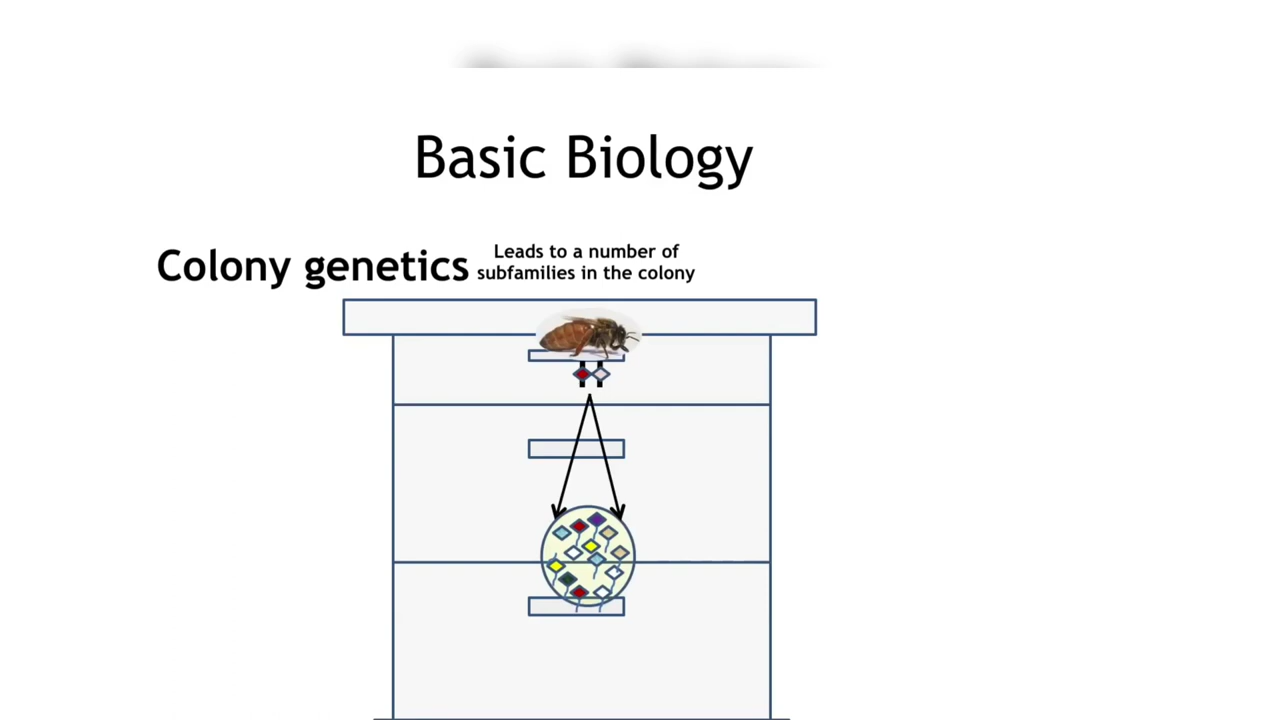 Basic Biology
Colony genetics
Leads to a number of
subfamilies in the colony